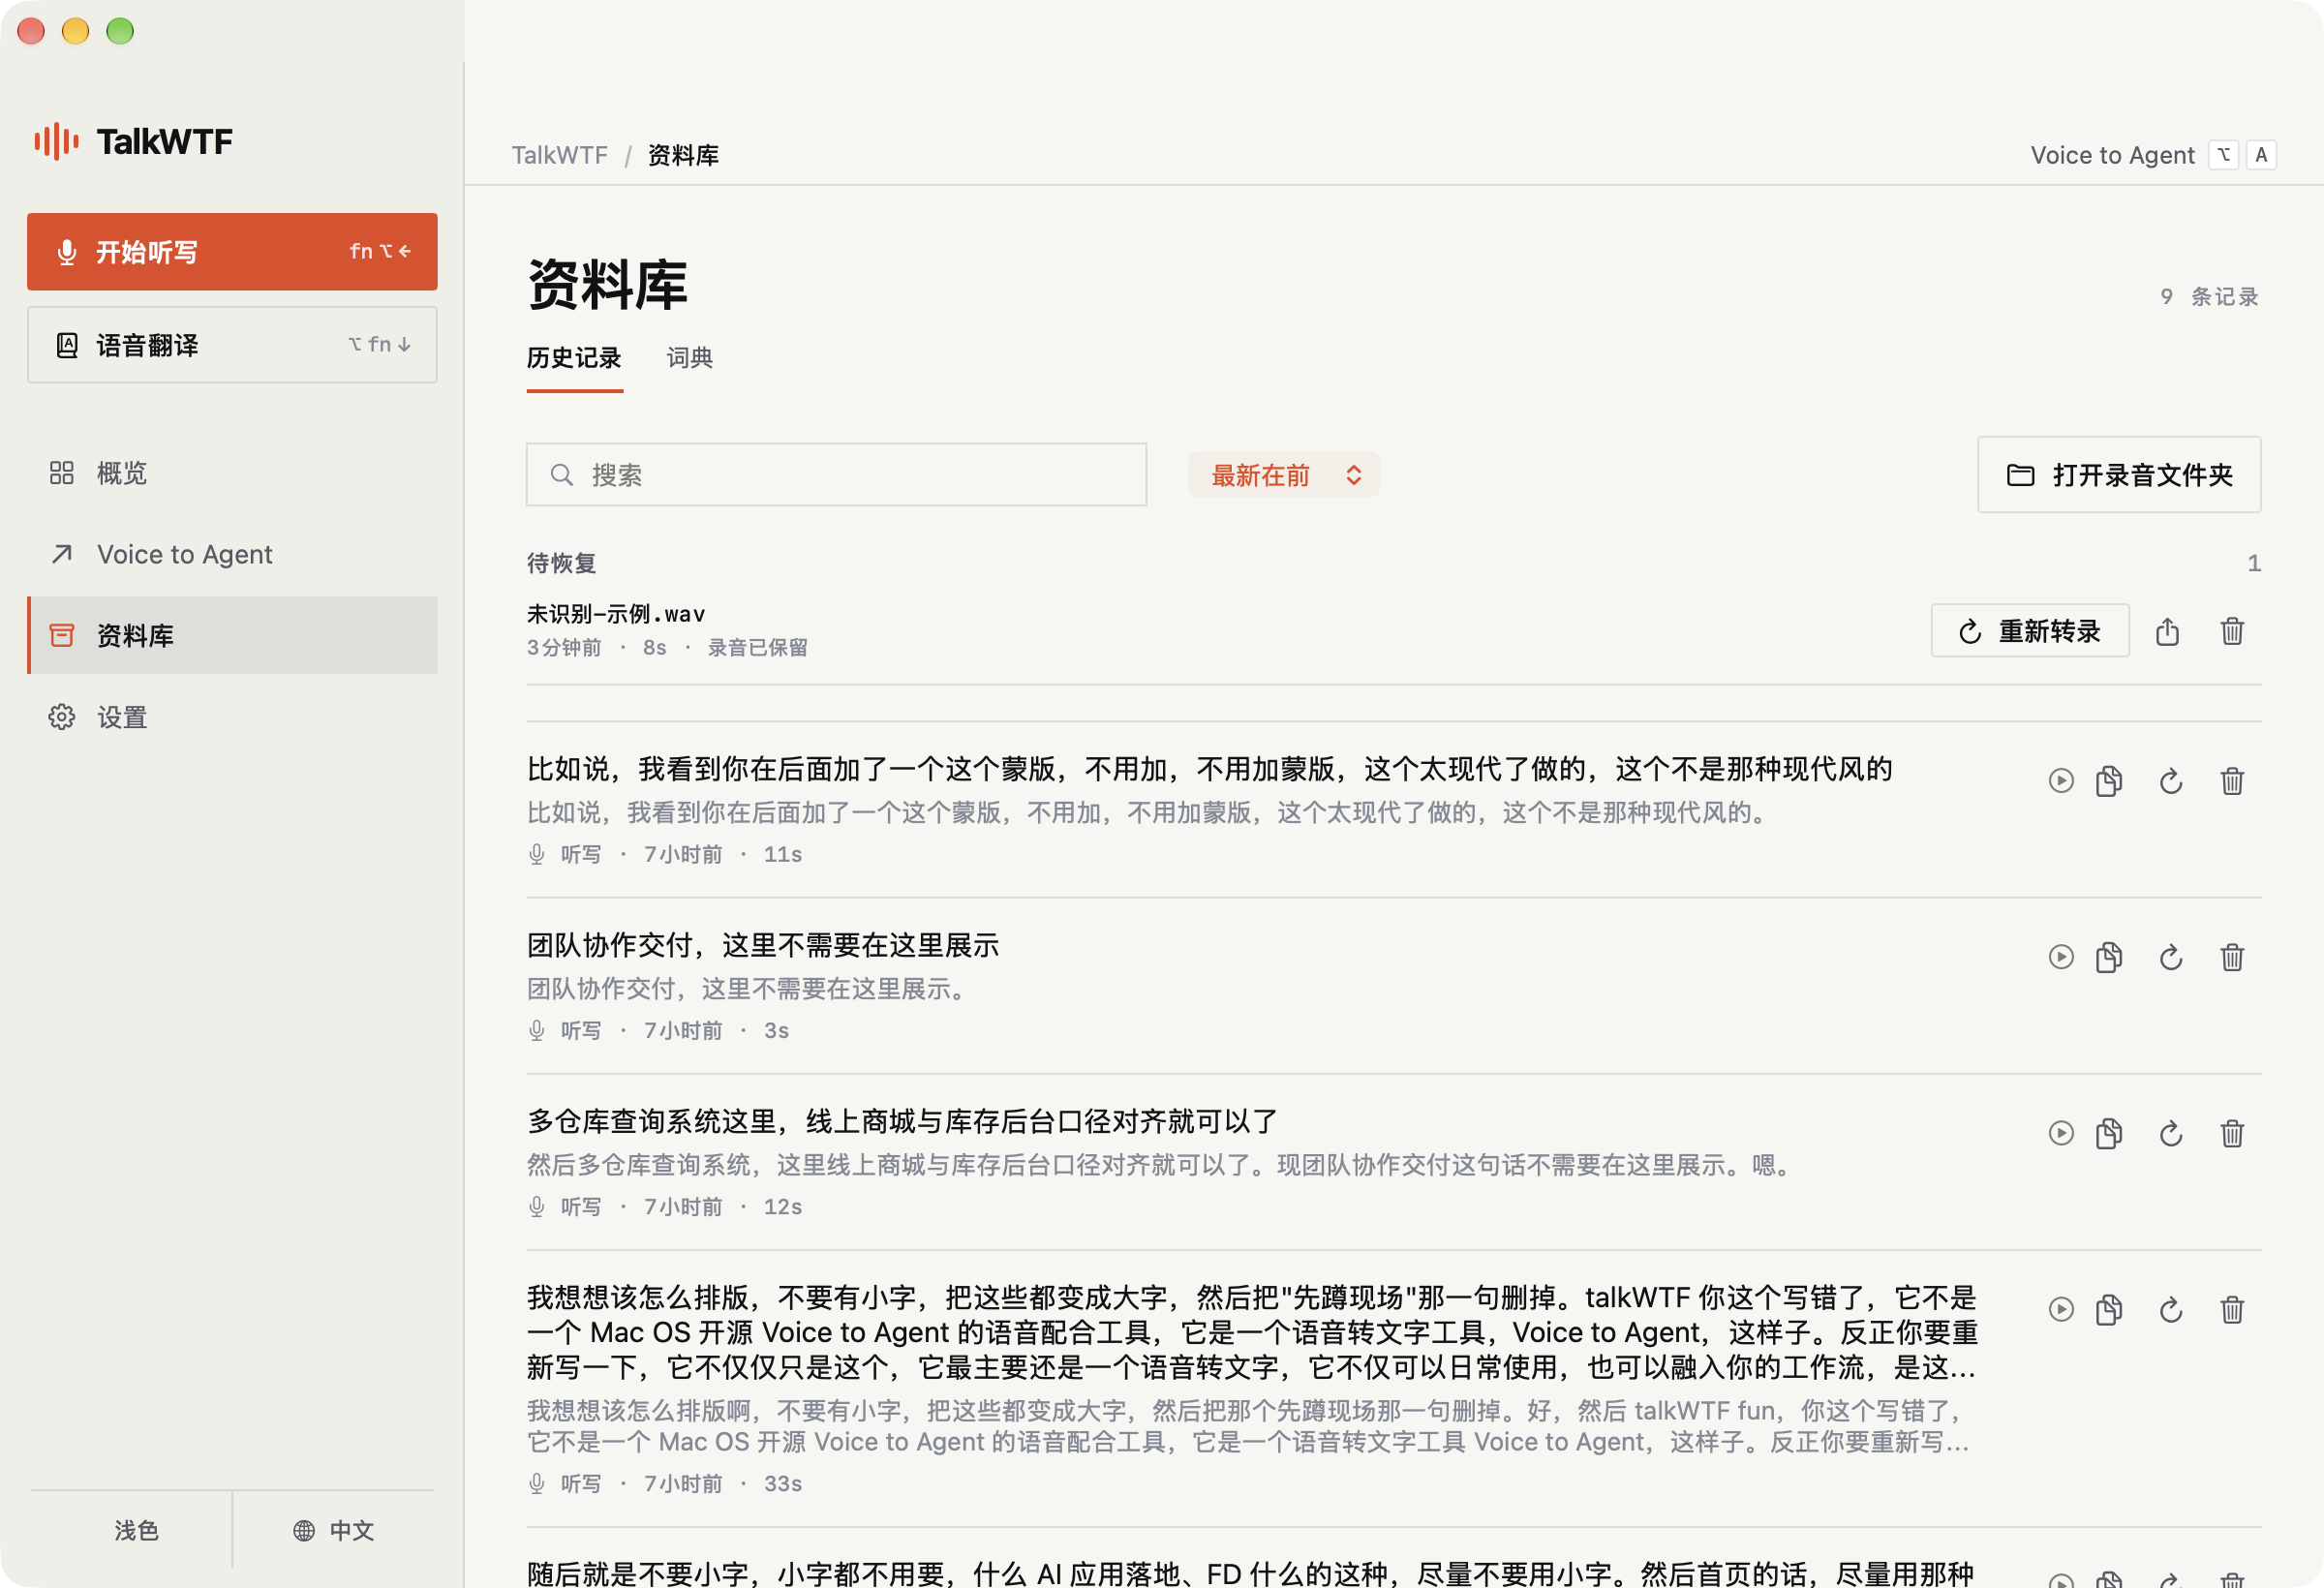 TalkWTF
开始听写 fn ⌥ ←
语音翻译 ⌥ fn ↓
概览
Voice to Agent
资料库
设置
浅色 中文
TalkWTF / 资料库 Voice to Agent ⌥ A
资料库
9 条记录
历史记录 词典
搜索 最新在前 打开录音文件夹
待恢复 1
未识别-示例.wav
3分钟前 · 8s · 录音已保留
重新转录
比如说，我看到你在后面加了一个这个蒙版，不用加，不用加蒙版，这个太现代了做的，这个不是那种现代风的
比如说，我看到你在后面加了一个这个蒙版，不用加，不用加蒙版，这个太现代了做的，这个不是那种现代风的。
听写 · 7小时前 · 11s
团队协作交付，这里不需要在这里展示
团队协作交付，这里不需要在这里展示。
听写 · 7小时前 · 3s
多仓库查询系统这里，线上商城与库存后台口径对齐就可以了
然后多仓库查询系统，这里线上商城与库存后台口径对齐就可以了。现团队协作交付这句话不需要在这里展示。嗯。
听写 · 7小时前 · 12s
我想想该怎么排版，不要有小字，把这些都变成大字，然后把"先蹲现场"那一句删掉。talkWTF 你这个写错了，它不是
一个 Mac OS 开源 Voice to Agent 的语音配合工具，它是一个语音转文字工具，Voice to Agent，这样子。反正你要重
新写一下，它不仅仅只是这个，它最主要还是一个语音转文字，它不仅可以日常使用，也可以融入你的工作流，是这...
我想想该怎么排版啊，不要有小字，把这些都变成大字，然后把那个先蹲现场那一句删掉。好，然后 talkWTF fun，你这个写错了，
它不是一个 Mac OS 开源 Voice to Agent 的语音配合工具，它是一个语音转文字工具 Voice to Agent，这样子。反正你要重新写...
听写 · 7小时前 · 33s
随后就是不要小字，小字都不用要，什么 AI 应用落地、FD 什么的这种，尽量不要用小字。然后首页的话，尽量用那种